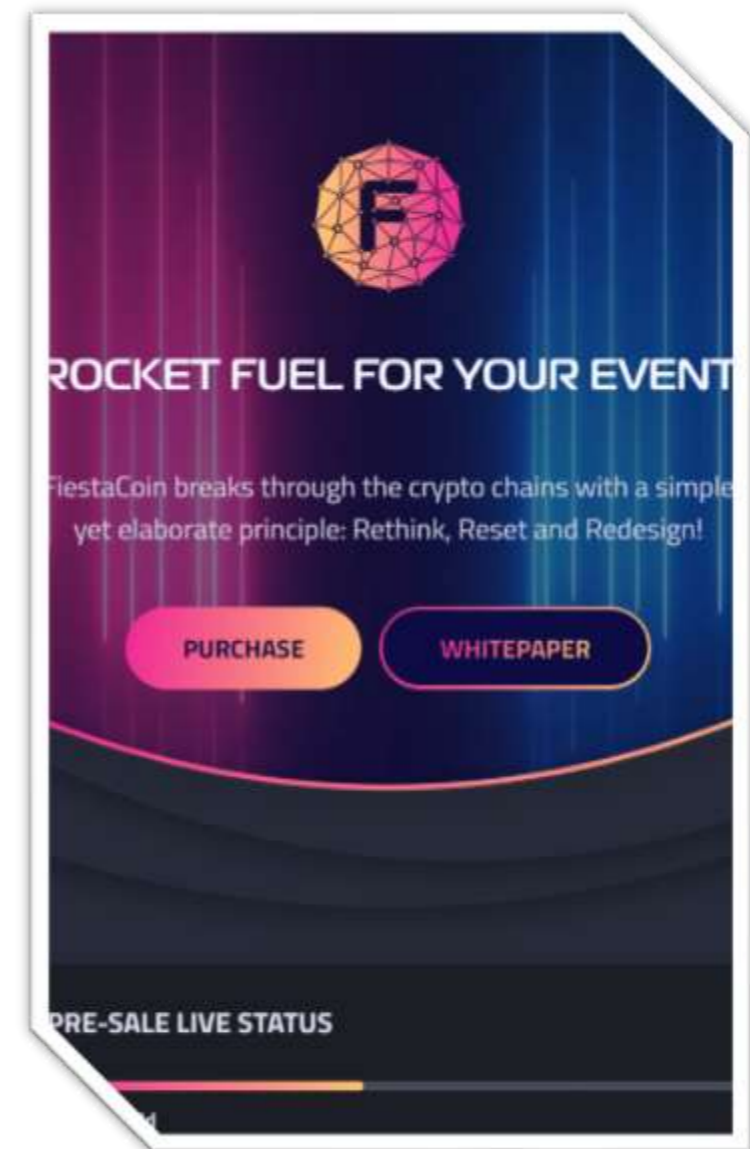 F
ROCKET FUEL FOR YOUR EVENT
FiestaCoin breaks through the crypto chains with a simple
yet elaborate principle: Rethink, Reset and Redesign!
PURCHASE
WHITEPAPER
PRE-SALE LIVE STATUS